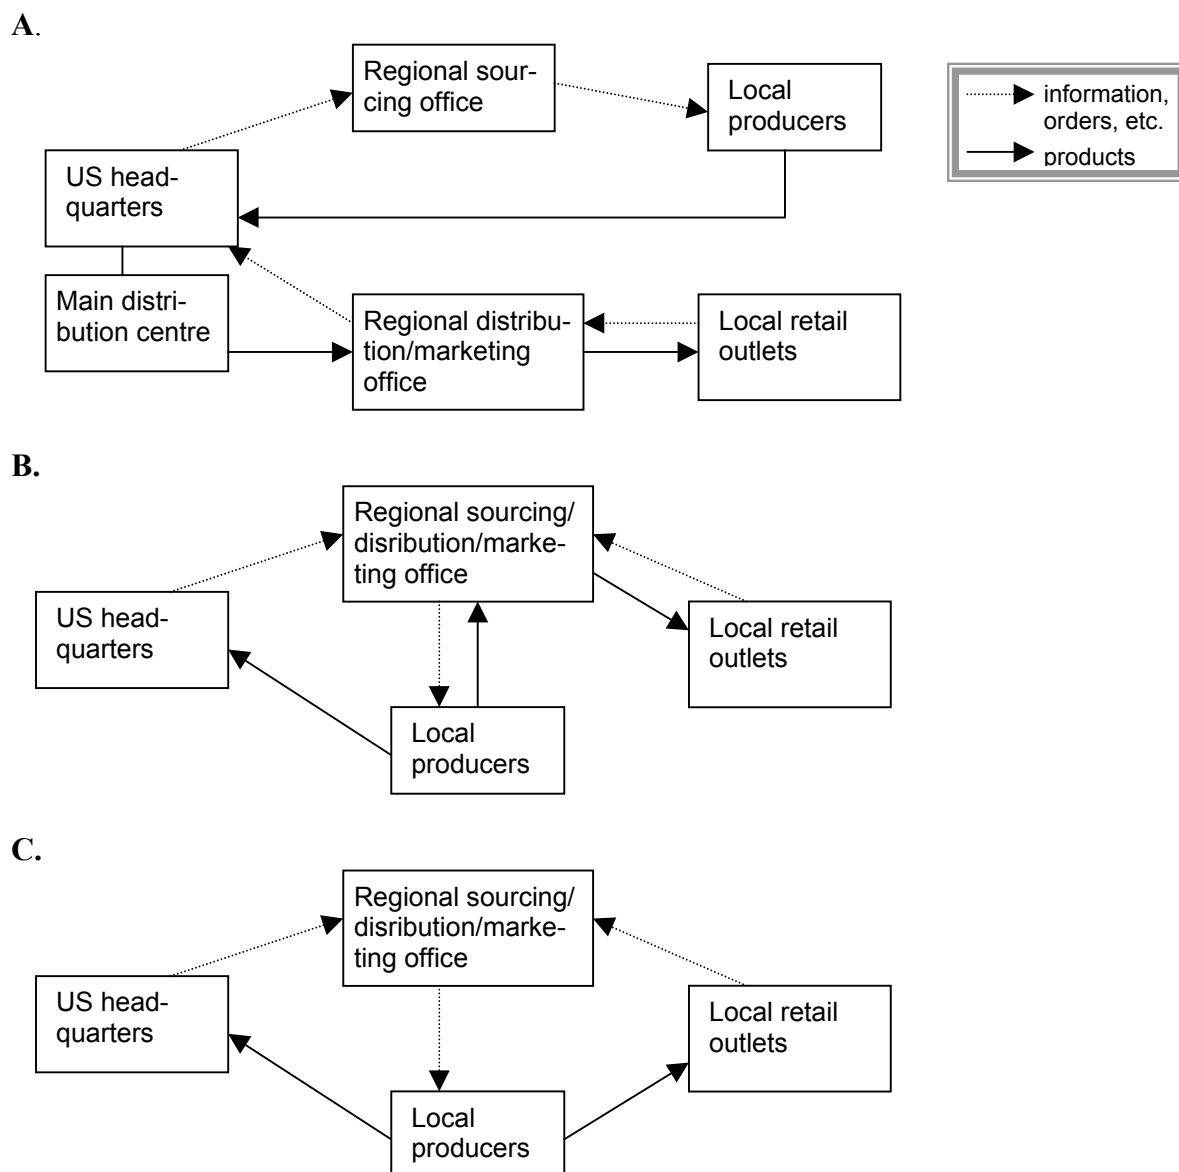 A.
Regional sour-
cing office
Local
producers
information,
orders, etc.
products
US head-
quarters
Main distri-
bution centre
Regional distribu-
tion/marketing
office
Local retail
outlets
B.
Regional sourcing/
disribution/marke-
ting office
US head-
quarters
Local retail
outlets
Local
producers
C.
Regional sourcing/
disribution/marke-
ting office
US head-
quarters
Local retail
outlets
Local
producers